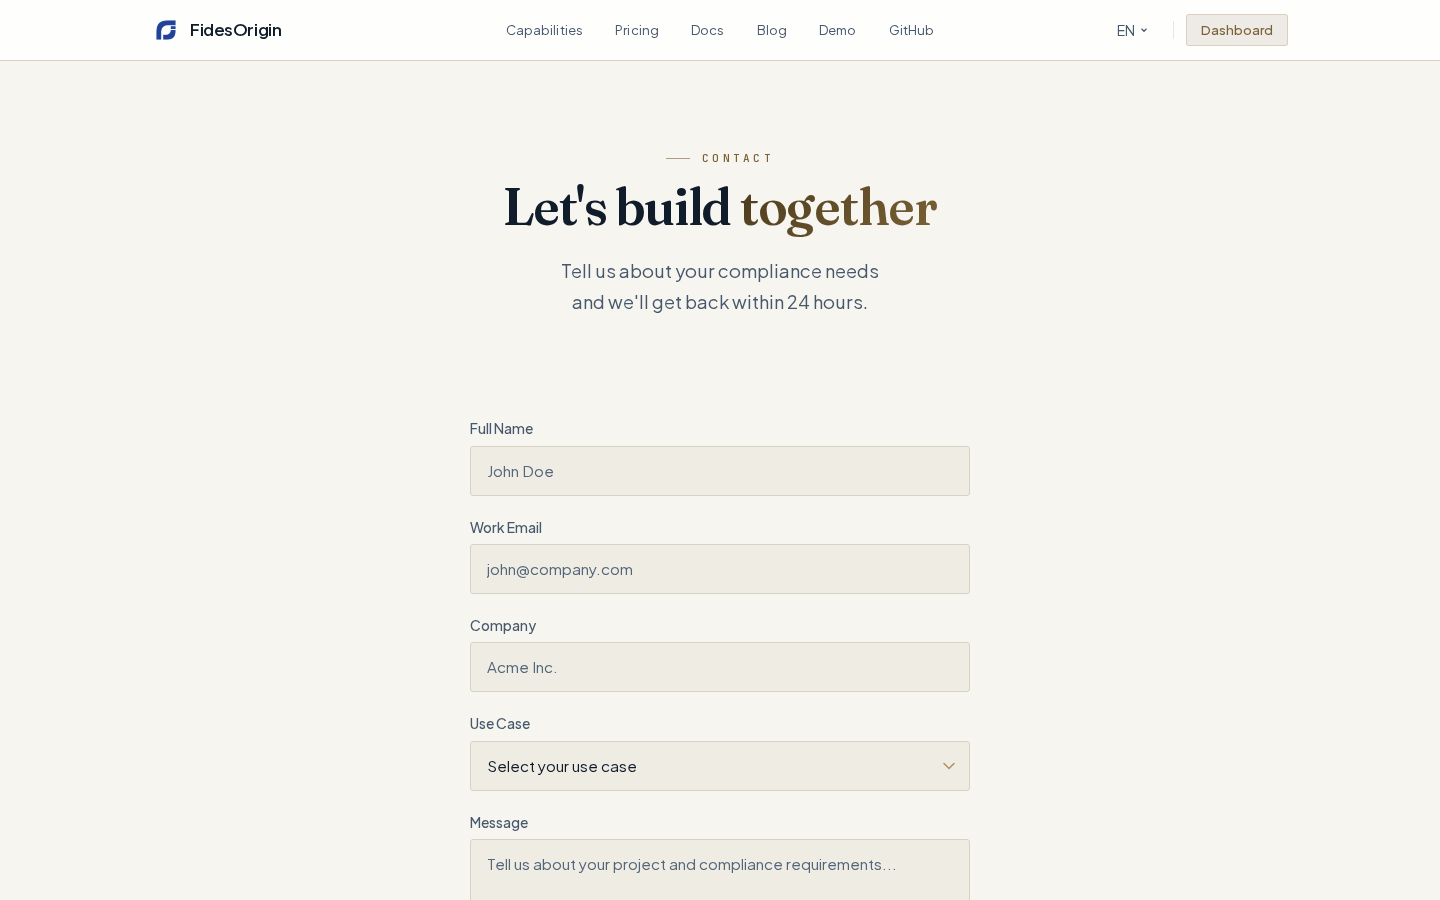 FidesOrigin
Capabilities
Pricing
Docs
Blog
Demo
GitHub
EN
Dashboard
CONTACT
Let's build together
Tell us about your compliance needs
and we'll get back within 24 hours.
Full Name
John Doe
Work Email
john@company.com
Company
Acme Inc.
Use Case
Select your use case
Message
Tell us about your project and compliance requirements...